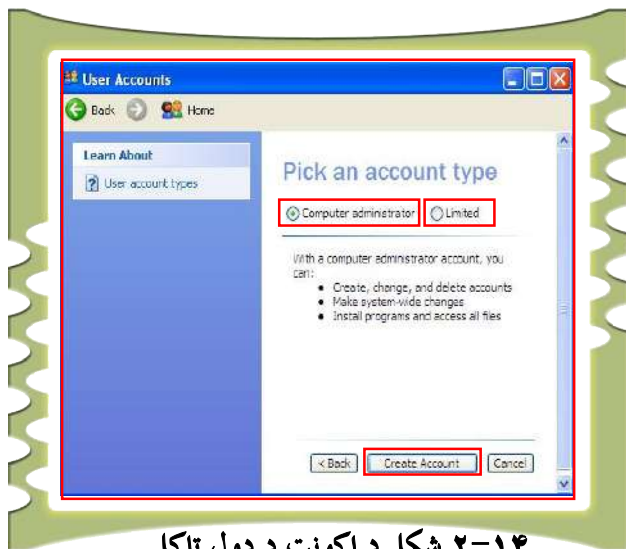 User Accounts
Back Home
Learn About
User account types
Pick an account type
Computer administrator Limited
With a computer administrator account, you
can:
• Create, change, and delete accounts
• Make system-wide changes
• Install programs and access all files
< Back Create Account Cancel
۱۴-۲ شکل د اکونټ د ډول ټاکل